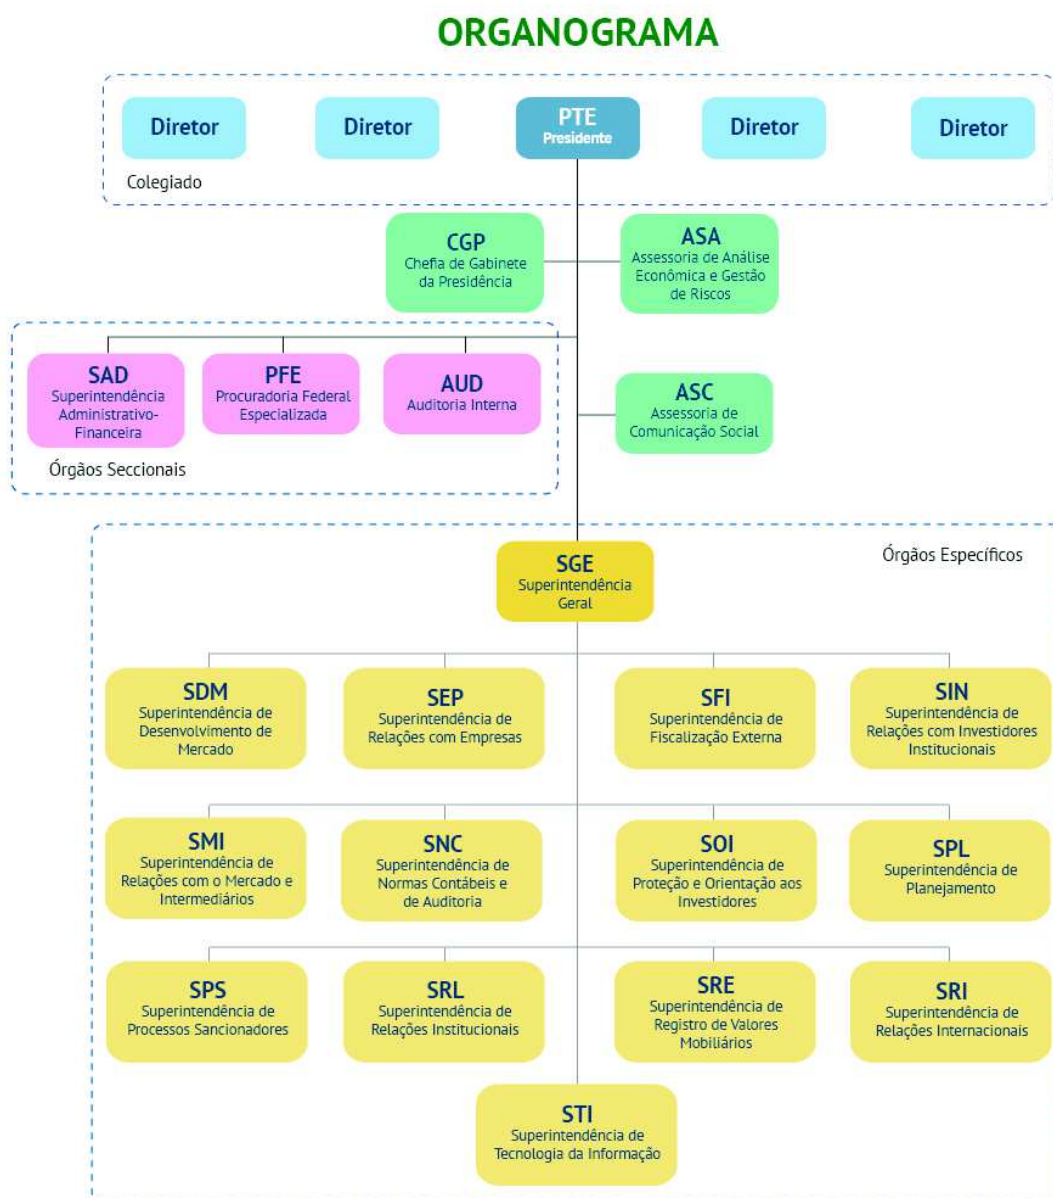 ORGANOGRAMA
Diretor
Diretor
PTE
Presidente
Diretor
Diretor
Colegiado
CGP
Chefia de Gabinete
da Presidência
ASA
Assessoria de Análise
Econômica e Gestão
de Riscos
SAD
Superintendência
Administrativo-
Financeira
PFE
Procuradoria Federal
Especializada
AUD
Auditoria Interna
Órgãos Seccionais
ASC
Assessoria de
Comunicação Social
SGE
Superintendência
Geral
Órgãos Específicos
SDM
Superintendência de
Desenvolvimento de
Mercado
SEP
Superintendência de
Relações com Empresas
SFI
Superintendência de
Fiscalização Externa
SIN
Superintendência de
Relações com Investidores
Institucionais
SMI
Superintendência de
Relações com o Mercado e
Intermediários
SNC
Superintendência de
Normas Contábeis e
de Auditoria
SOI
Superintendência de
Proteção e Orientação aos
Investidores
SPL
Superintendência de
Planejamento
SPS
Superintendência de
Processos Sancionadores
SRL
Superintendência de
Relações Institucionais
SRE
Superintendência de
Registro de Valores
Mobiliários
SRI
Superintendência de
Relações Internacionais
STI
Superintendência de
Tecnologia da Informação